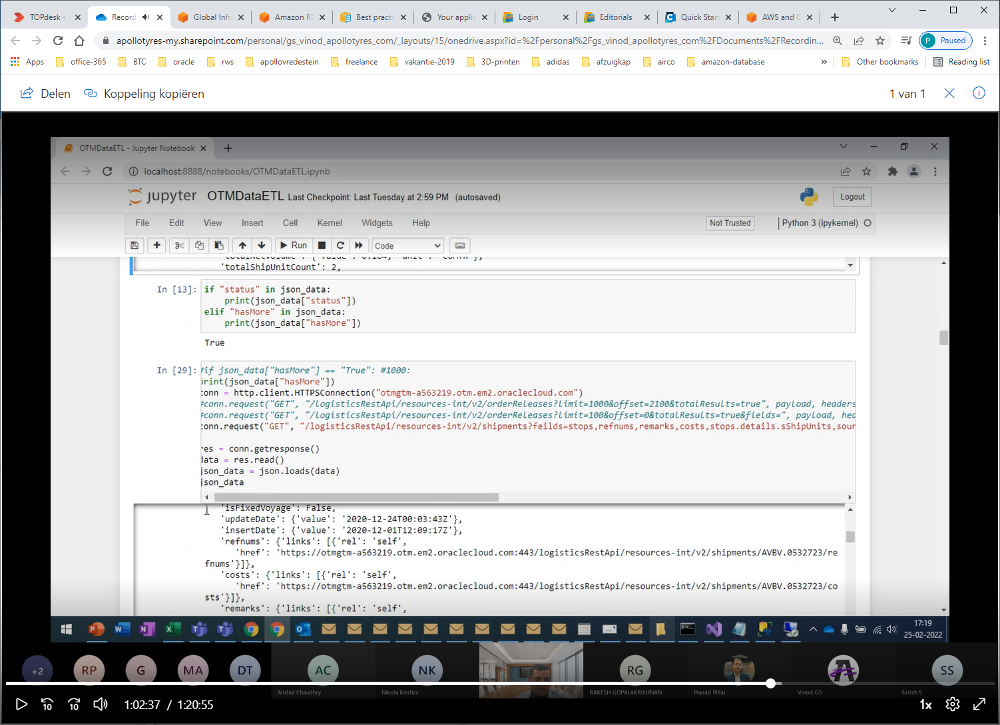 TOPdesk -
Record
Global Infra
Amazon RD
Best practic
Your applic
Login
Editorials
Quick Start
AWS and C
apollotyres-my.sharepoint.com/personal/gs_vinod_apollotyres_com/_layouts/15/onedrive.aspx?id=%2Fpersonal%2Fgs_vinod_apollotyres_com%2FDocuments%2FRecordin...
P Paused
Apps office-365 BTC oracle rws apollovredestein freelance vakantie-2019 3D-printen adidas afzuigkap airco amazon-database » Other bookmarks Reading list
Delen Koppeling kopiëren 1 van 1
OTMDataETL - Jupyter Notebook
localhost:8888/notebooks/OTMDataETL.ipynb
jupyter OTMDataETL Last Checkpoint: Last Tuesday at 2:59 PM (autosaved) Logout
File Edit View Insert Cell Kernel Widgets Help Not Trusted Python 3 (ipykernel)
Run Code
'totalNetVolume': {'value': 0.104, 'unit': 'CUMTR'},
'totalShipUnitCount': 2,
In [13]: if "status" in json_data:
print(json_data["status"])
elif "hasMore" in json_data:
print(json_data["hasMore"])
True
In [29]: #if json_data["hasMore"] == "True": #1000:
print(json_data["hasMore"])
conn = http.client.HTTPSConnection("otmgtm-a563219.otm.em2.oraclecloud.com")
#conn.request("GET", "/logisticsRestApi/resources-int/v2/orderReleases?limit=1000&offset=2100&totalResults=true", payload, headers
#conn.request("GET", "/logisticsRestApi/resources-int/v2/orderReleases?limit=100&offset=0&totalResults=true&fields=", payload, hea
conn.request("GET", "/logisticsRestApi/resources-int/v2/shipments?feilds=stops,refnums,remarks,costs,stops.details.sShipUnits,sour
res = conn.getresponse()
data = res.read()
json_data = json.loads(data)
json_data
'isFixedVoyage': False,
'updateDate': {'value': '2020-12-24T00:03:43Z'},
'insertDate': {'value': '2020-12-01T12:09:17Z'},
'refnums': {'links': [{'rel': 'self',
'href': 'https://otmgtm-a563219.otm.em2.oraclecloud.com:443/logisticsRestApi/resources-int/v2/shipments/AVBV.0532723/re
fnums'}]},
'costs': {'links': [{'rel': 'self',
'href': 'https://otmgtm-a563219.otm.em2.oraclecloud.com:443/logisticsRestApi/resources-int/v2/shipments/AVBV.0532723/co
sts'}]},
'remarks': {'links': [{'rel': 'self',
17:19
25-02-2022
+2 RP G MA DT AC NK RG SS
Anshul Chaudhry Nikola Kostira RAKESH GOPALAKRISHNAN Prasad Pillai Vinod GS Satish S
10 10 1:02:37 / 1:20:55 1x